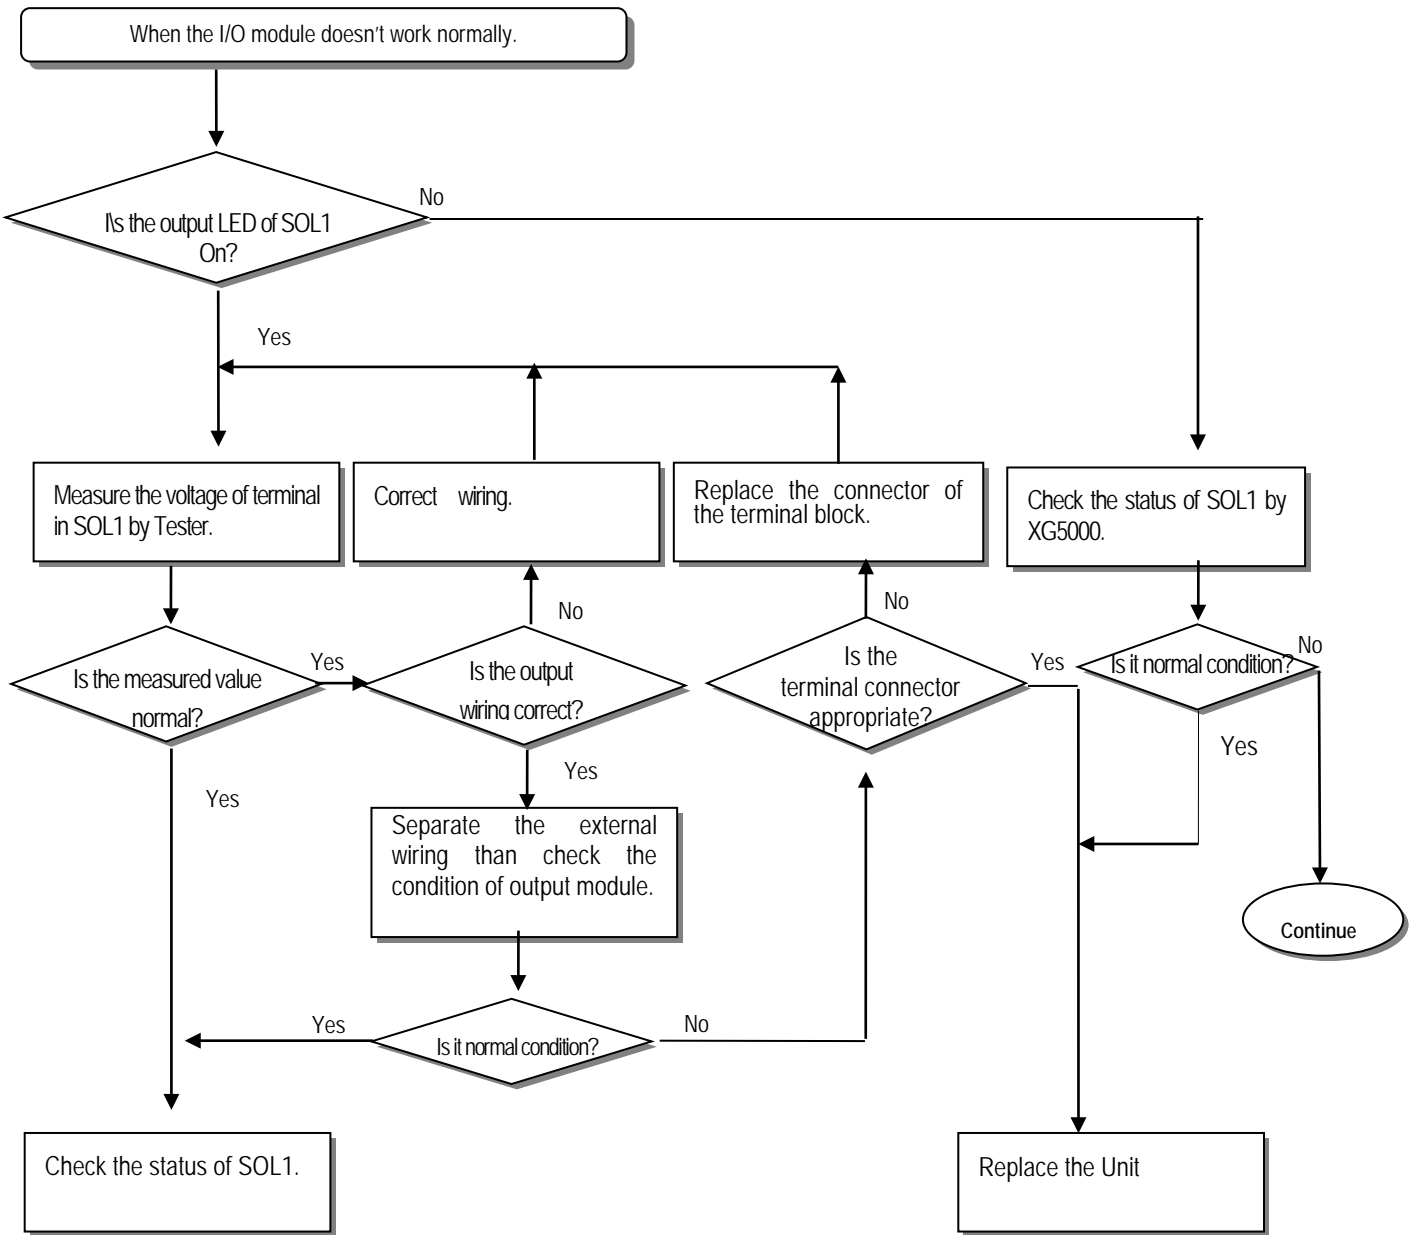 When the I/O module doesn't work normally.
No
I\s the output LED of SOL1
On?
Yes
Measure the voltage of terminal
in SOL1 by Tester.
Correct wiring.
Replace the connector of
the terminal block.
Check the status of SOL1 by
XG5000.
No
No
No
Is the measured value
normal?
Yes
Is the output
wiring correct?
Is the
terminal connector
appropriate?
Yes
Is it normal condition?
Yes
Yes
Yes
Separate the external
wiring than check the
condition of output module.
Continue
Yes
Is it normal condition?
No
Check the status of SOL1.
Replace the Unit